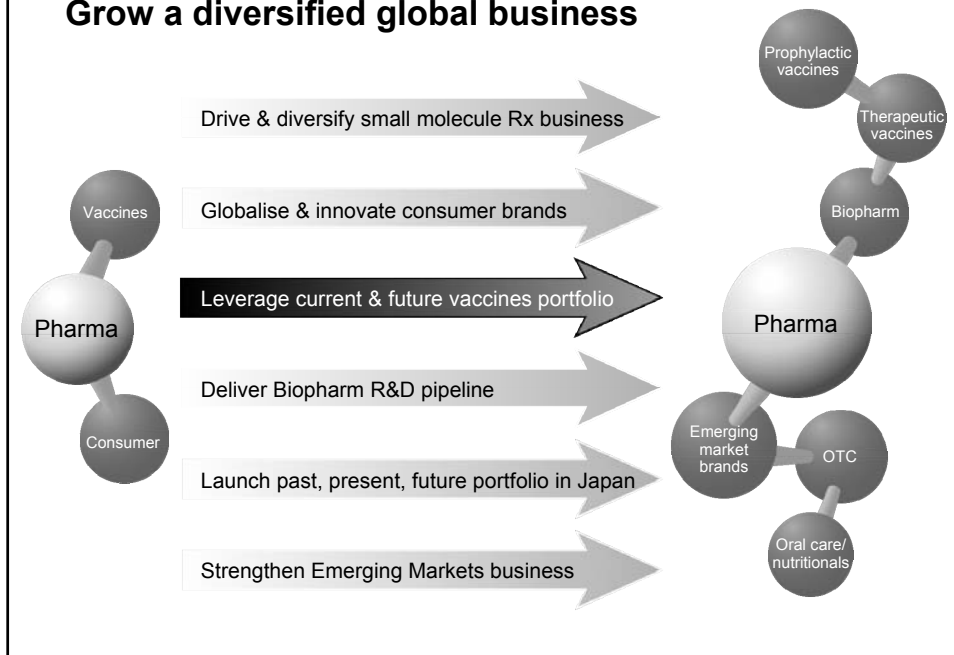 Grow a diversified global business
Vaccines
Pharma
Consumer
Drive & diversify small molecule Rx business
Globalise & innovate consumer brands
Leverage current & future vaccines portfolio
Deliver Biopharm R&D pipeline
Launch past, present, future portfolio in Japan
Strengthen Emerging Markets business
Prophylactic
vaccines
Therapeutic
vaccines
Biopharm
Pharma
Emerging
market
brands
OTC
Oral care/
nutritionals